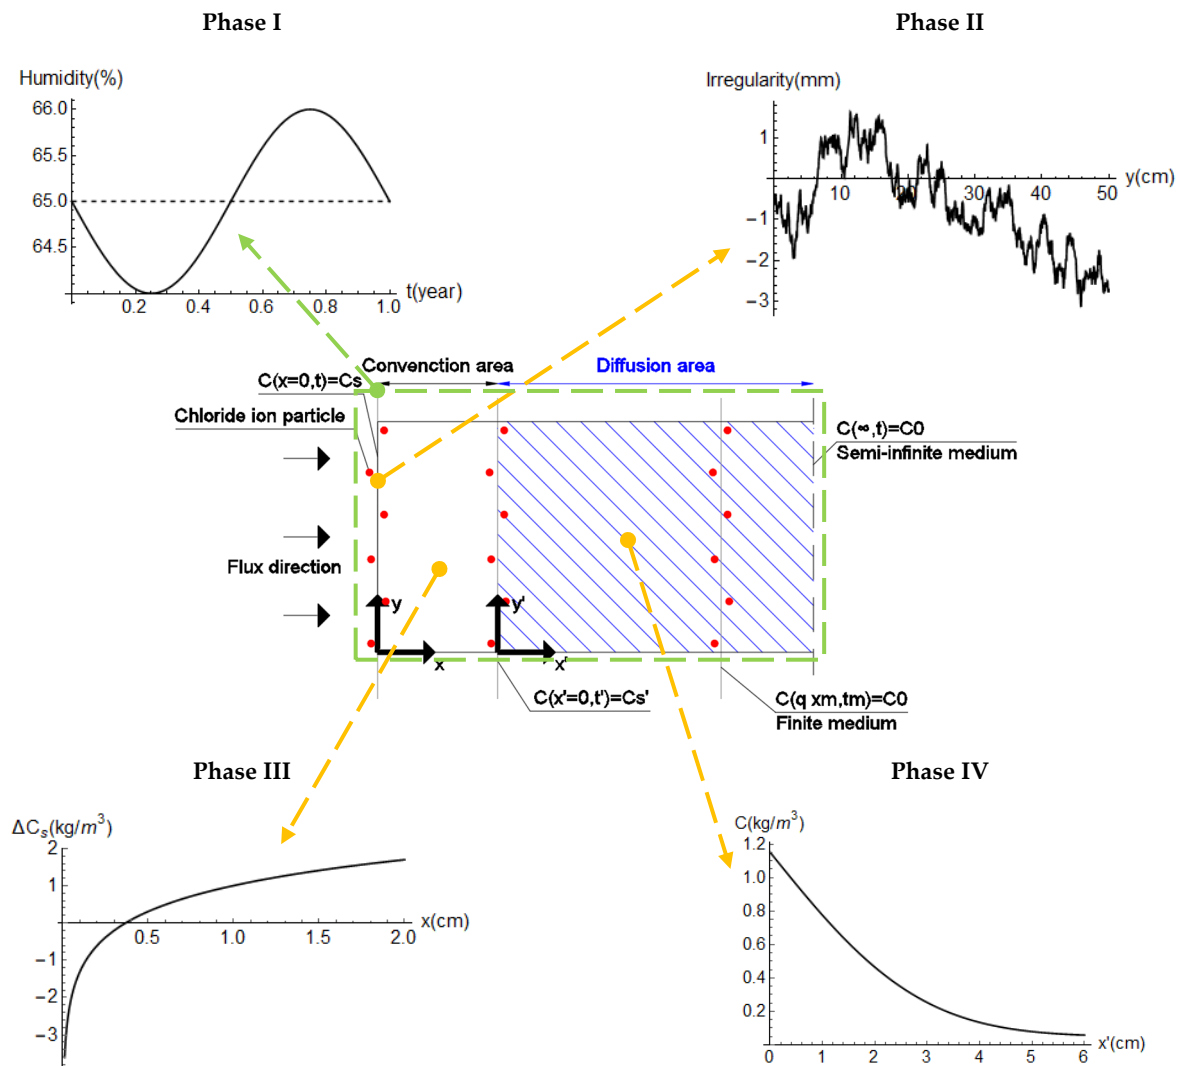 Phase I
Phase II
Humidity(%)
66.0
65.5
65.0
64.5
0.2
0.4
0.6
0.8
1.0
t(year)
Irregularity(mm)
1
−1
−2
−3
10
20
30
40
50
y(cm)
Convenction area
Diffusion area
C(x=0,t)=Cs
Chloride ion particle
C(∞,t)=C0
Semi-infinite medium
Flux direction
y
x
y'
x'
C(x'=0,t')=Cs'
C(q xm,tm)=C0
Finite medium
Phase III
Phase IV
ΔCₛ(kg/m³)
2
1
−1
−2
−3
0.5
1.0
1.5
2.0
x(cm)
C(kg/m³)
1.2
1.0
0.8
0.6
0.4
0.2
0
1
2
3
4
5
6
x'(cm)